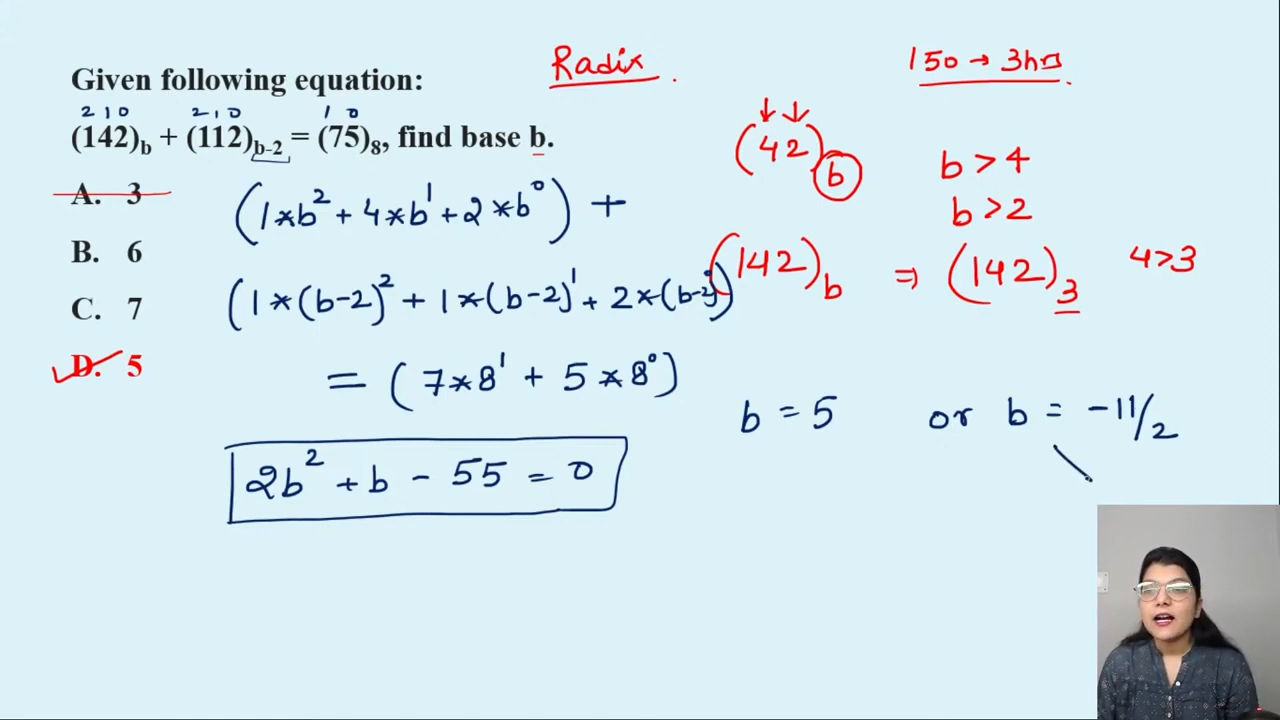 Radix
150 → 3hrs
Given following equation:
2 1 0 2 1 0 1 0
(142)b + (112)b-2 = (75)8, find base b.
A. 3
B. 6
C. 7
D. 5
(1*b² + 4*b¹ + 2*b⁰) +
(1*(b-2)² + 1*(b-2)¹ + 2*(b-2)⁰)
= (7*8¹ + 5*8⁰)
2b² + b - 55 = 0
(42)b
b > 4
b > 2
(142)b ⇒ (142)3 4>3
b = 5 or b = -11/2